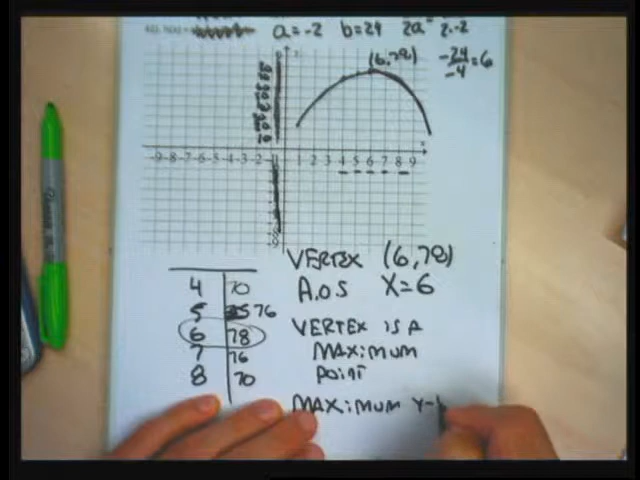 a=-2 b=24 2a 2·-2
(6,78) -24/-4=6
-9 -8 -7 -6 -5 -4 -3 -2 1 2 3 4 5 6 7 8 9
VERTEX (6,78)
A.O.S X=6
4 70
5 76
6 78
7 76
8 70
VERTEX IS A
MAXIMUM
POINT
MAXIMUM Y-